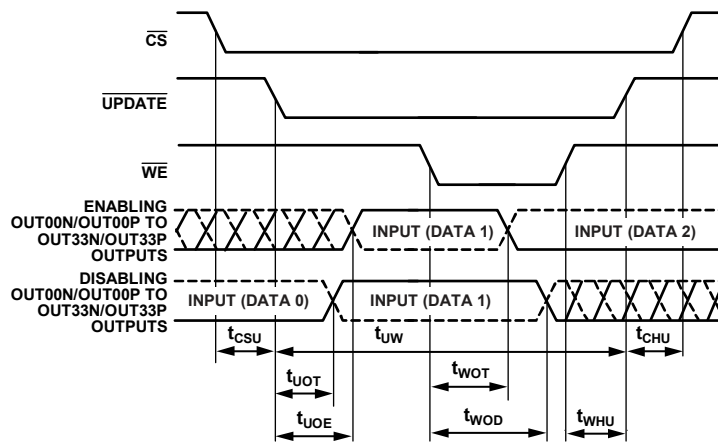 CS
UPDATE
WE
ENABLING
OUT00N/OUT00P TO
OUT33N/OUT33P
OUTPUTS
INPUT (DATA 1)
INPUT (DATA 2)
DISABLING
OUT00N/OUT00P TO
OUT33N/OUT33P
OUTPUTS
INPUT (DATA 0)
INPUT (DATA 1)
tCSU
tUW
tCHU
tUOT
tWOT
tUOE
tWOD
tWHU